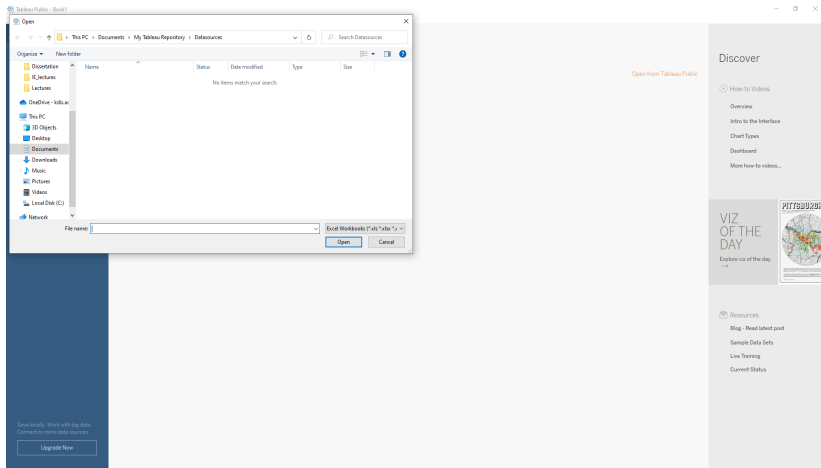 Tableau Public - Book1
Open
This PC > Documents > My Tableau Repository > Datasources
Search Datasources
Organise
New folder
Name
Status
Date modified
Type
Size
No items match your search.
Dissertation
IE_lectures
Lectures
OneDrive - kdis.ac
This PC
3D Objects
Desktop
Documents
Downloads
Music
Pictures
Videos
Local Disk (C:)
Network
File name:
Excel Workbooks (*.xls *.xlsx *.x
Open
Cancel
Open from Tableau Public
Discover
How-to Videos
Overview
Intro to the Interface
Chart Types
Dashboard
More how-to videos...
VIZ
OF THE
DAY
Explore viz of the day
→
PITTSBURGH
Resources
Blog - Read latest post
Sample Data Sets
Live Training
Current Status
Save locally. Work with big data.
Connect to more data sources.
Upgrade Now